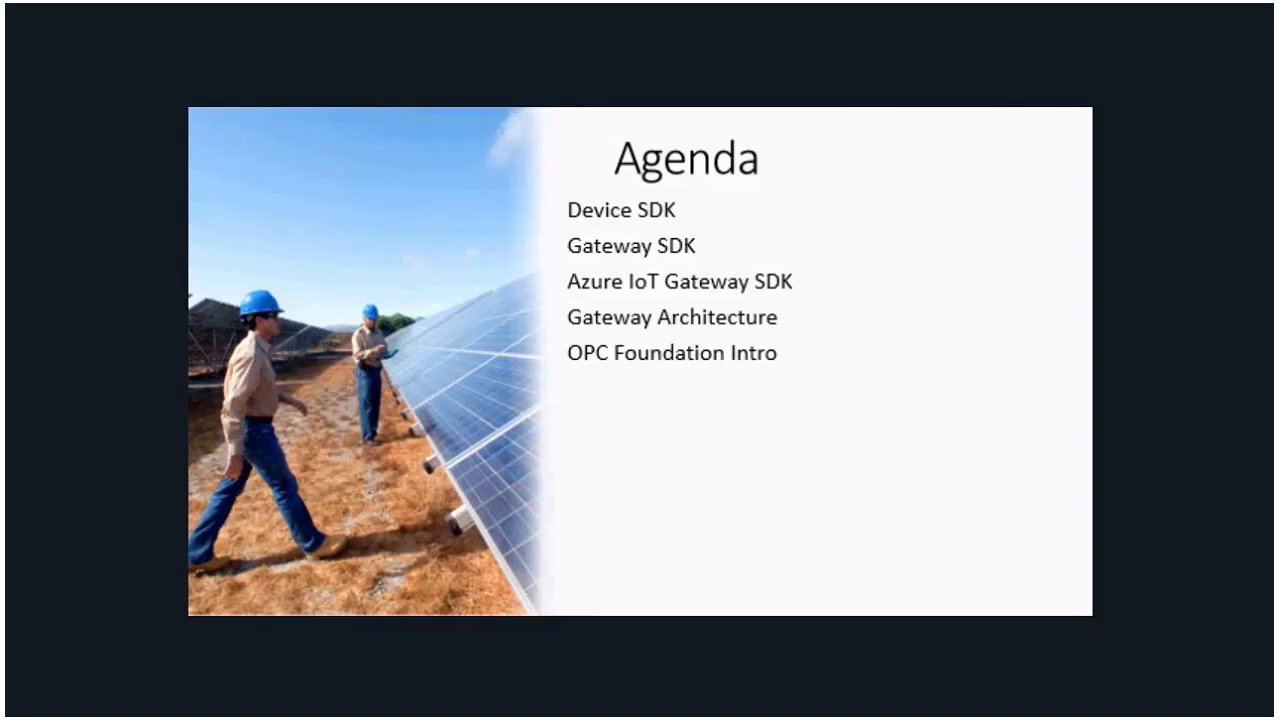 Agenda
Device SDK
Gateway SDK
Azure IoT Gateway SDK
Gateway Architecture
OPC Foundation Intro